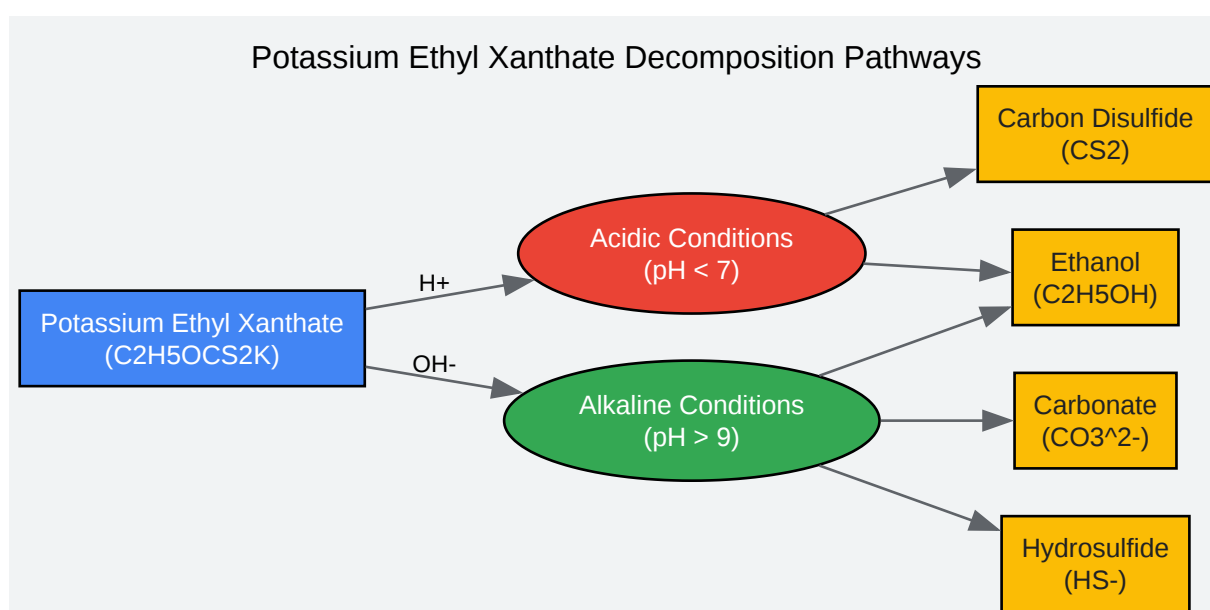 Potassium Ethyl Xanthate Decomposition Pathways
Carbon Disulfide
(CS2)
Acidic Conditions
(pH < 7)
Ethanol
(C2H5OH)
H+
Potassium Ethyl Xanthate
(C2H5OCS2K)
OH-
Alkaline Conditions
(pH > 9)
Carbonate
(CO3^2-)
Hydrosulfide
(HS-)